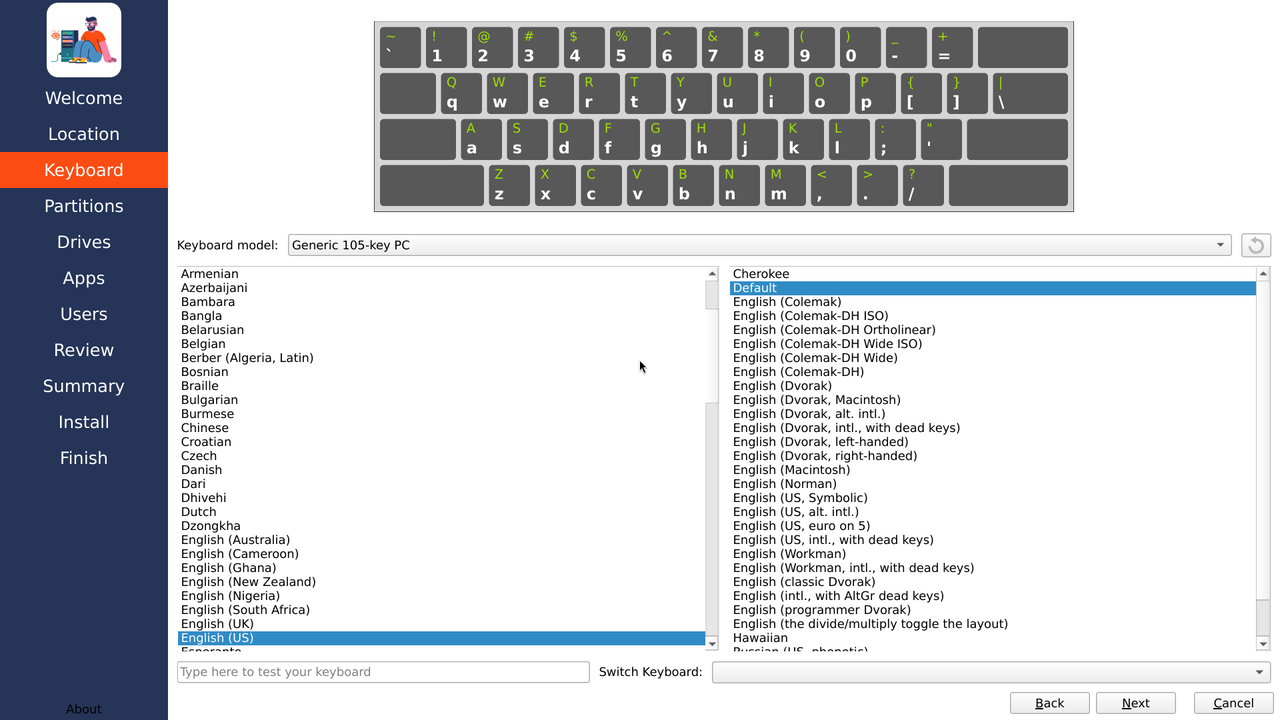 Welcome
Location
Keyboard
Partitions
Drives
Apps
Users
Review
Summary
Install
Finish
About
~ ! @ # $ % ^ & * ( ) _ +
` 1 2 3 4 5 6 7 8 9 0 - =
Q W E R T Y U I O P { } |
q w e r t y u i o p [ ] \
A S D F G H J K L : "
a s d f g h j k l ; '
Z X C V B N M < > ?
z x c v b n m , . /
Keyboard model: Generic 105-key PC
Armenian
Azerbaijani
Bambara
Bangla
Belarusian
Belgian
Berber (Algeria, Latin)
Bosnian
Braille
Bulgarian
Burmese
Chinese
Croatian
Czech
Danish
Dari
Dhivehi
Dutch
Dzongkha
English (Australia)
English (Cameroon)
English (Ghana)
English (New Zealand)
English (Nigeria)
English (South Africa)
English (UK)
English (US)
Esperanto
Cherokee
Default
English (Colemak)
English (Colemak-DH ISO)
English (Colemak-DH Ortholinear)
English (Colemak-DH Wide ISO)
English (Colemak-DH Wide)
English (Colemak-DH)
English (Dvorak)
English (Dvorak, Macintosh)
English (Dvorak, alt. intl.)
English (Dvorak, intl., with dead keys)
English (Dvorak, left-handed)
English (Dvorak, right-handed)
English (Macintosh)
English (Norman)
English (US, Symbolic)
English (US, alt. intl.)
English (US, euro on 5)
English (US, intl., with dead keys)
English (Workman)
English (Workman, intl., with dead keys)
English (classic Dvorak)
English (intl., with AltGr dead keys)
English (programmer Dvorak)
English (the divide/multiply toggle the layout)
Hawaiian
Russian (US, phonetic)
Type here to test your keyboard
Switch Keyboard:
Back
Next
Cancel